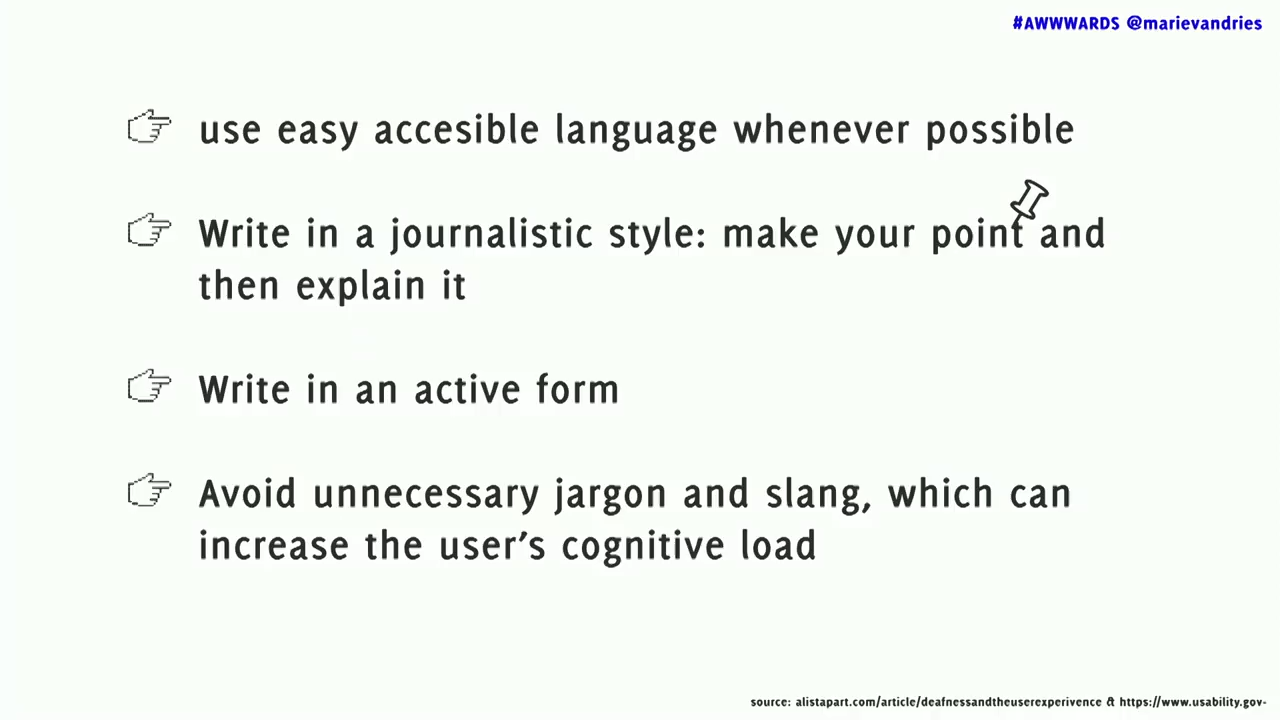 #AWWWARDS @marievandries
☞ use easy accesible language whenever possible
☞ Write in a journalistic style: make your point and
then explain it
☞ Write in an active form
☞ Avoid unnecessary jargon and slang, which can
increase the user’s cognitive load
source: alistapart.com/article/deafnessandtheuserexperivence & https://www.usability.gov-